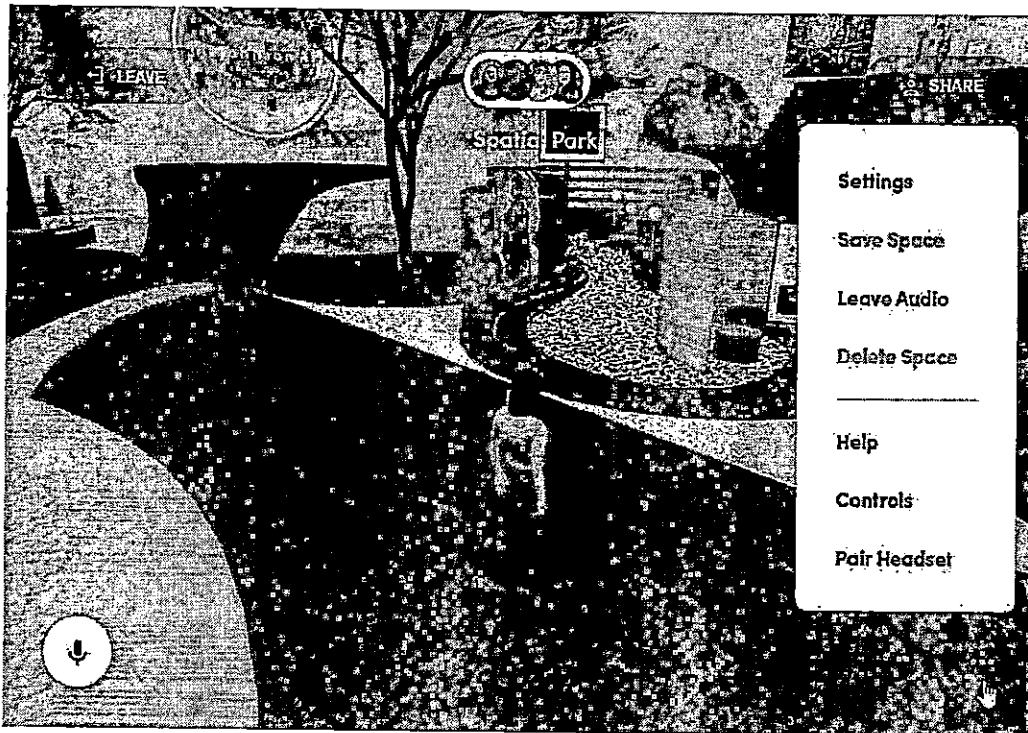 LEAVE
SHARE
Spatial Park
Settings
Save Space
Leave Audio
Delete Space
Help
Controls
Pair Headset